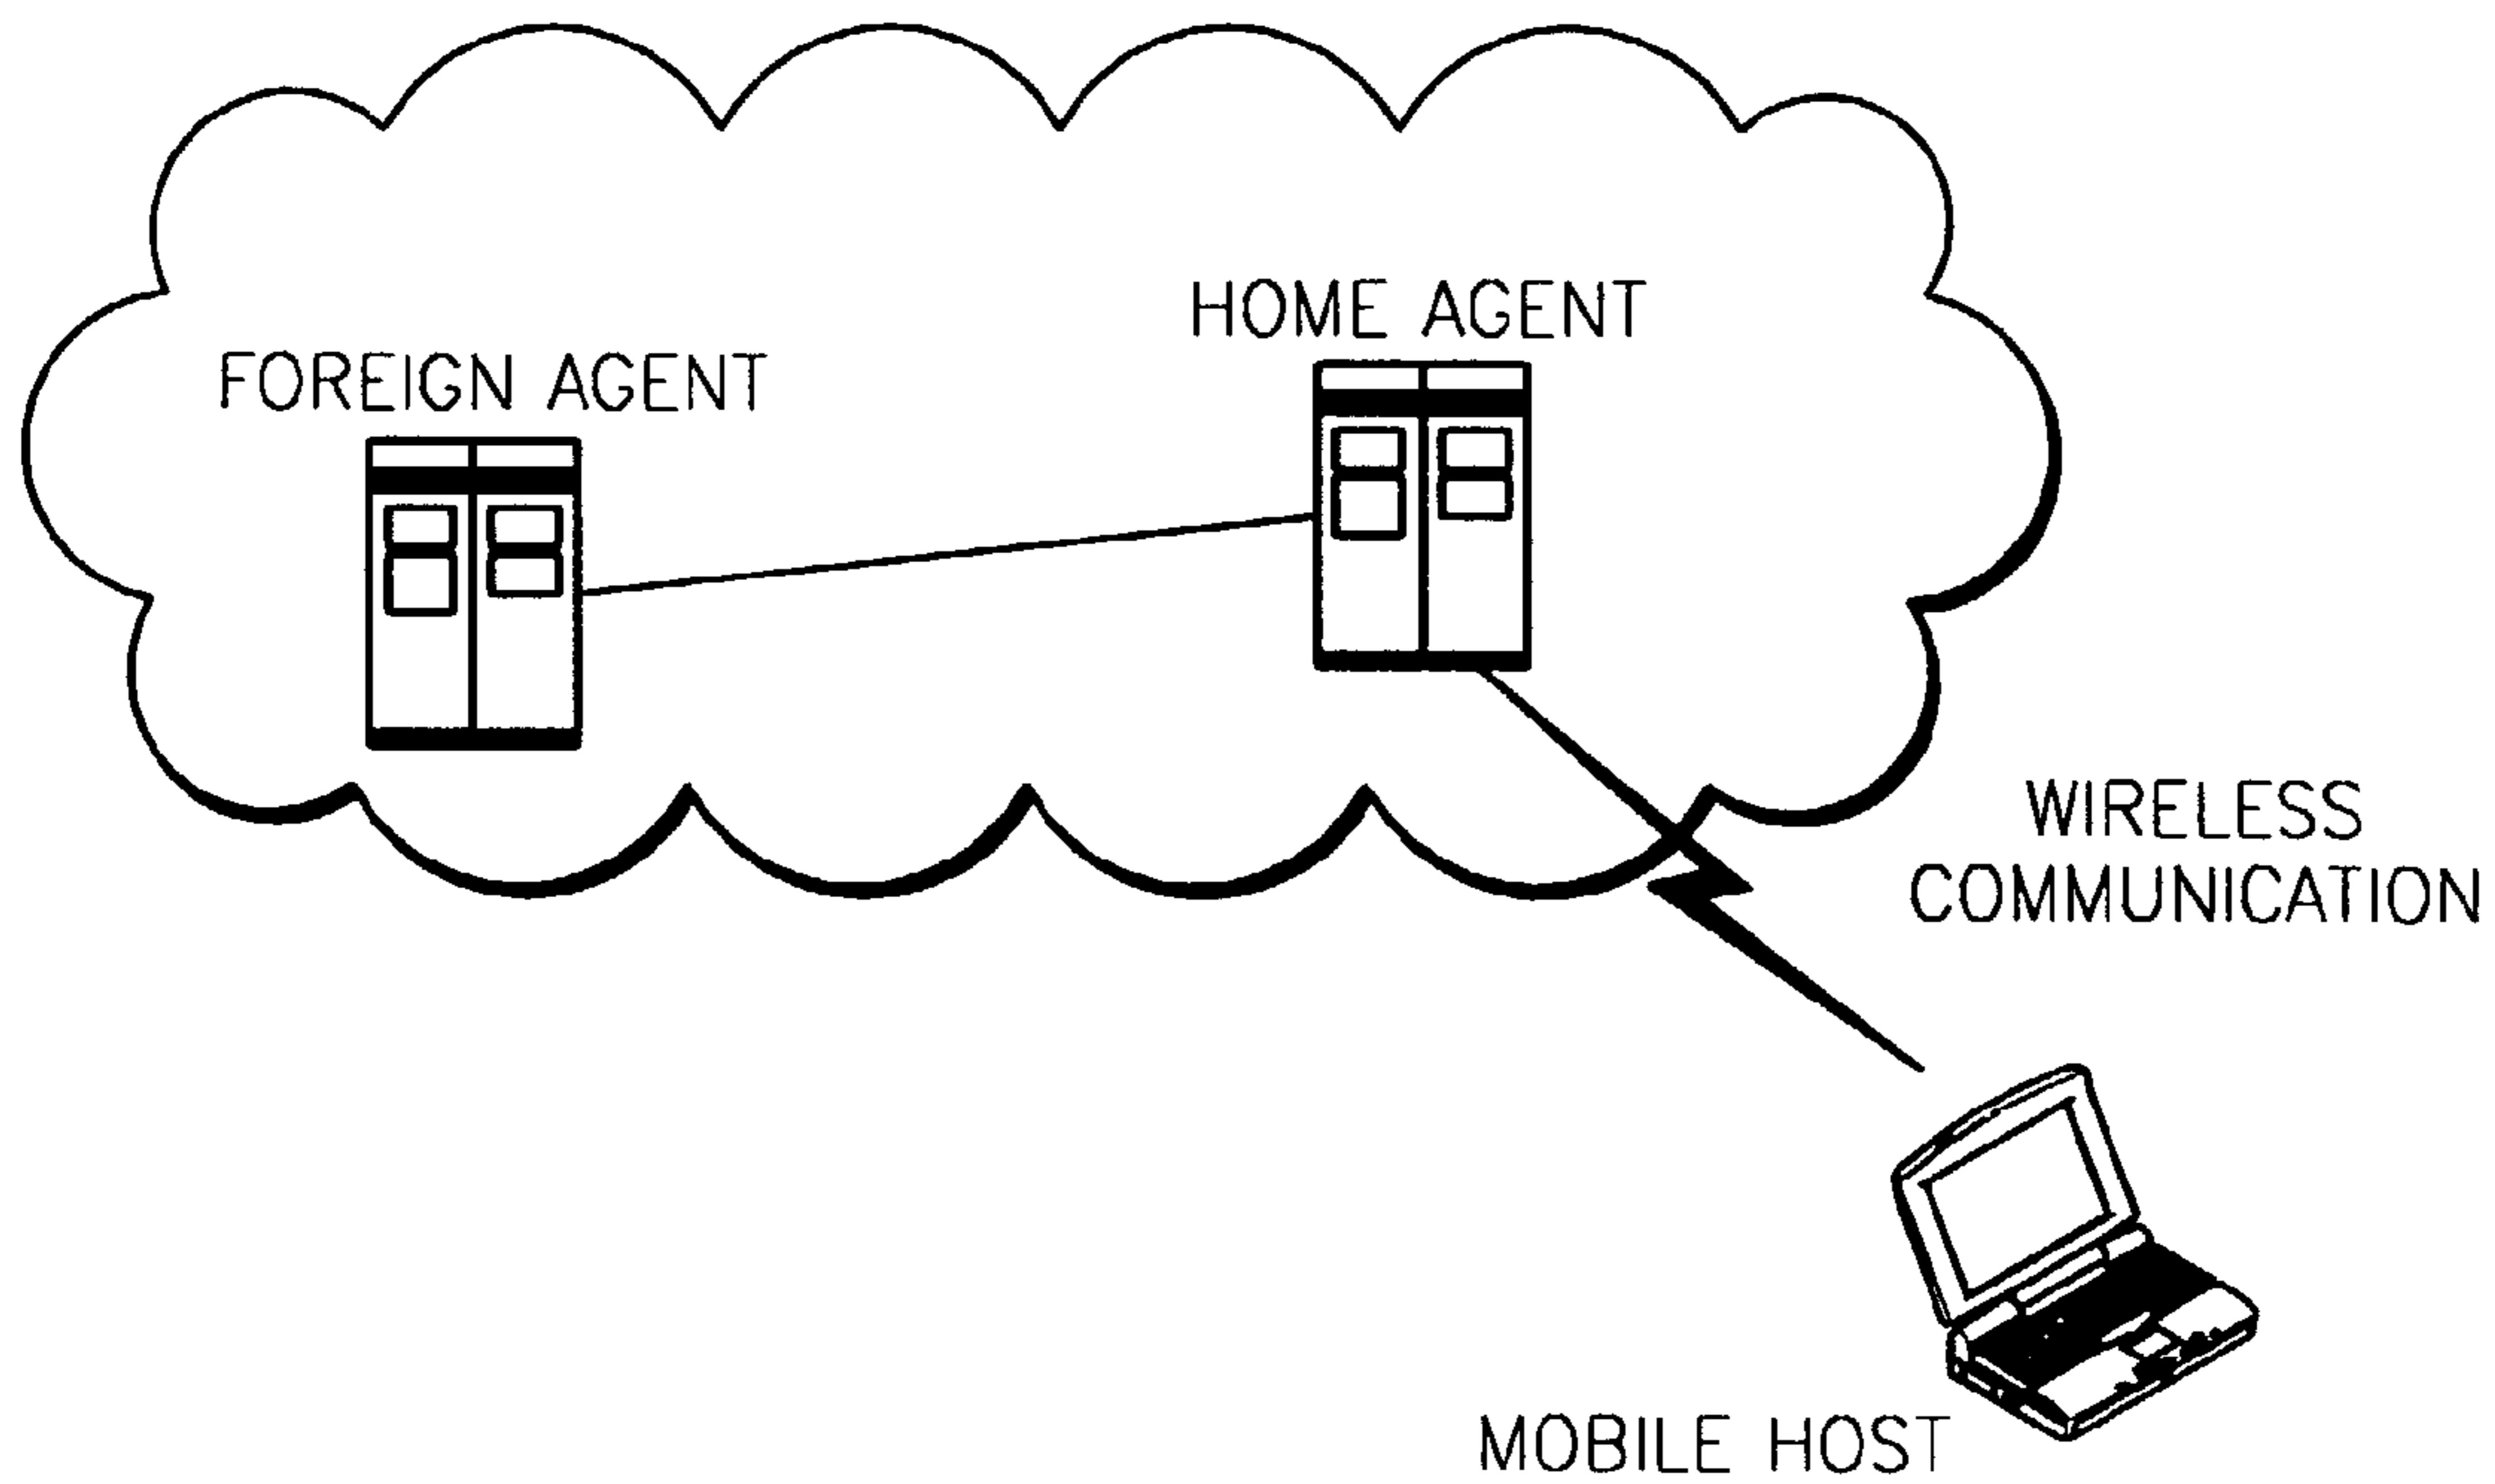 HOME AGENT
FOREIGN AGENT
WIRELESS
COMMUNICATION
MOBILE HOST